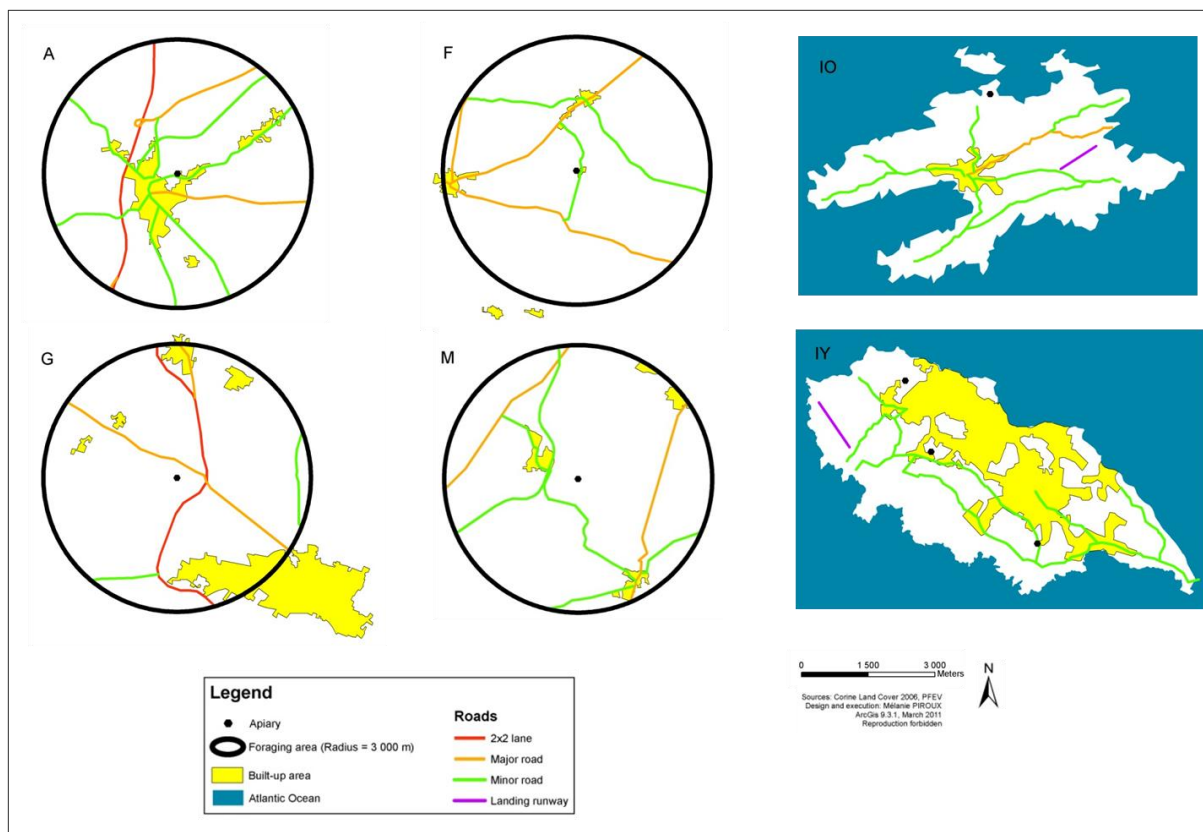 A
F
IO
G
M
IY
0 1 500 3 000
Meters
N
Sources: Corine Land Cover 2006, PFEV
Design and execution: Mélanie PIROUX
ArcGis 9.3.1, March 2011
Reproduction forbidden
Legend
Apiary
Foraging area (Radius = 3 000 m)
Built-up area
Atlantic Ocean
Roads
2x2 lane
Major road
Minor road
Landing runway